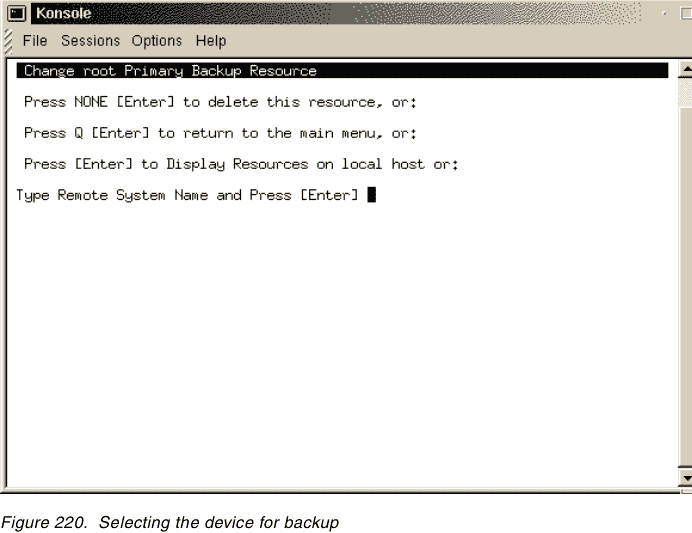 Konsole
File Sessions Options Help
Change root Primary Backup Resource
Press NONE [Enter] to delete this resource, or:
Press Q [Enter] to return to the main menu, or:
Press [Enter] to Display Resources on local host or:
Type Remote System Name and Press [Enter]
Figure 220. Selecting the device for backup